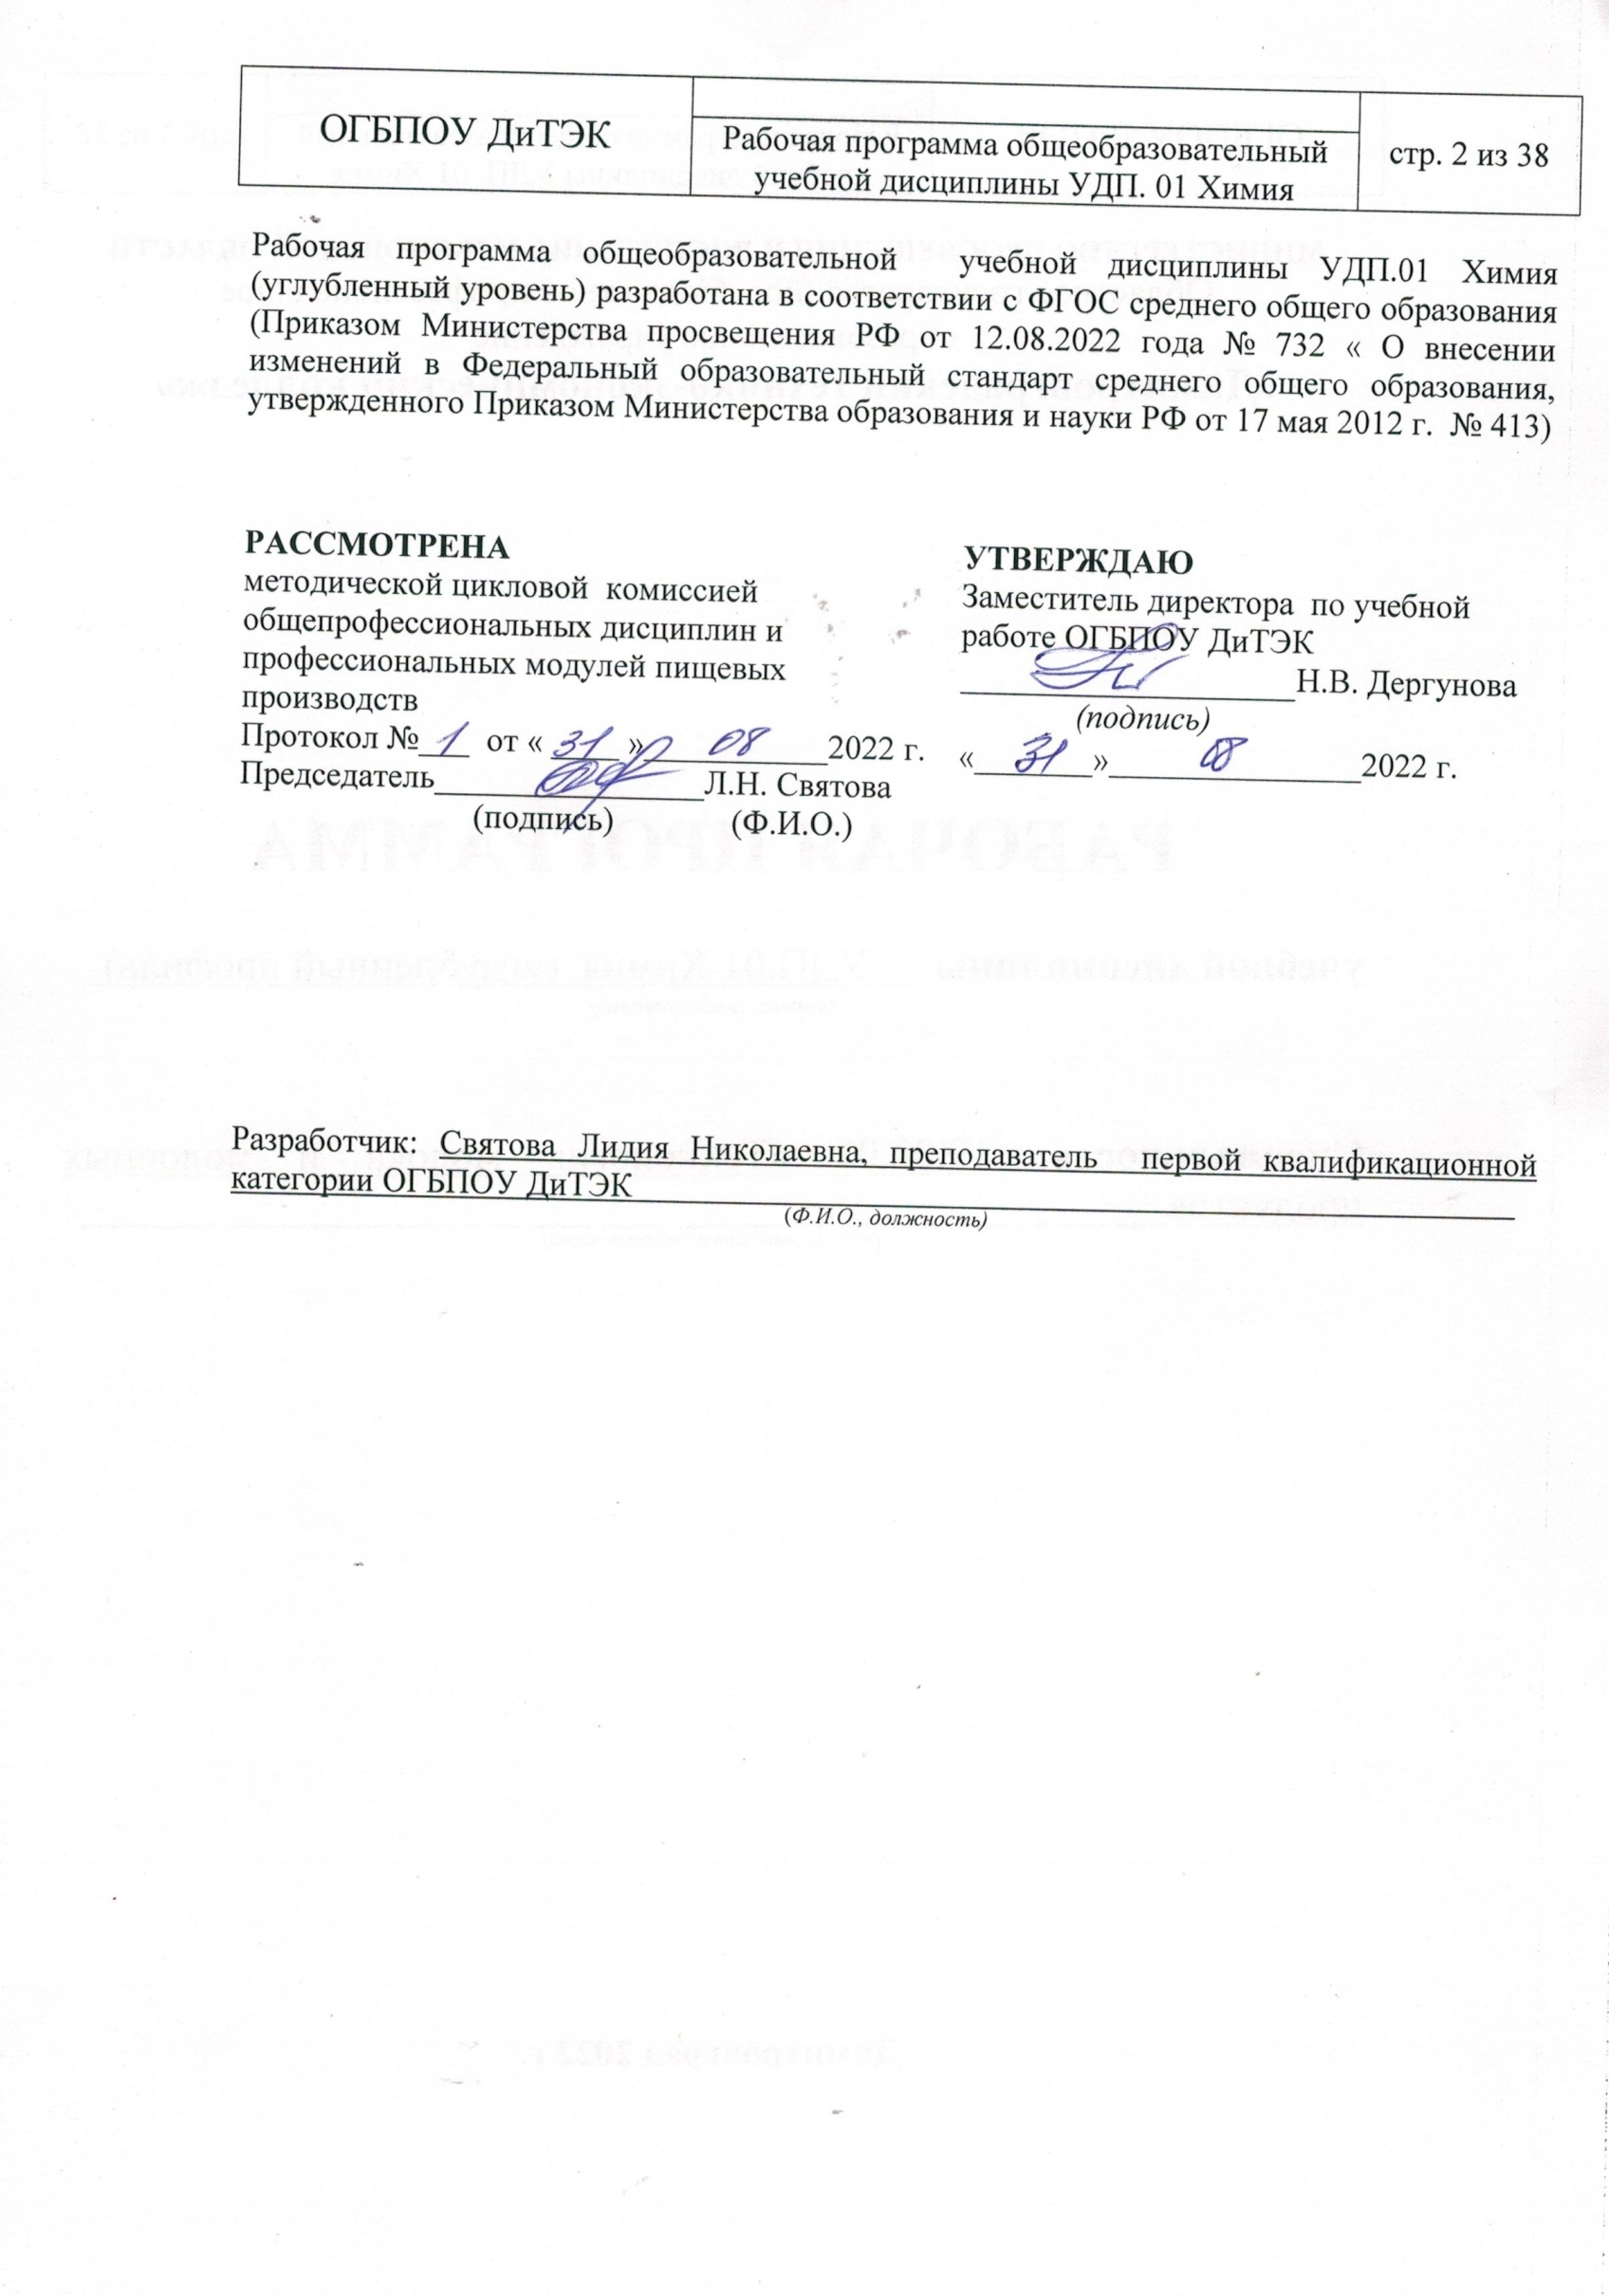 ОГБПОУ ДиТЭК
Рабочая программа общеобразовательный
учебной дисциплины УДП. 01 Химия
стр. 2 из 38
Рабочая программа общеобразовательной учебной дисциплины УДП.01 Химия
(углубленный уровень) разработана в соответствии с ФГОС среднего общего образования
(Приказом Министерства просвещения РФ от 12.08.2022 года № 732 « О внесении
изменений в Федеральный образовательный стандарт среднего общего образования,
утвержденного Приказом Министерства образования и науки РФ от 17 мая 2012 г. № 413)
РАССМОТРЕНА
методической цикловой комиссией
общепрофессиональных дисциплин и
профессиональных модулей пищевых
производств
Протокол № 1 от « 31 » 08 2022 г.
Председатель Л.Н. Святова
(подпись) (Ф.И.О.)
УТВЕРЖДАЮ
Заместитель директора по учебной
работе ОГБПОУ ДиТЭК
Н.В. Дергунова
(подпись)
« 31 » 08 2022 г.
Разработчик: Святова Лидия Николаевна, преподаватель первой квалификационной
категории ОГБПОУ ДиТЭК
(Ф.И.О., должность)